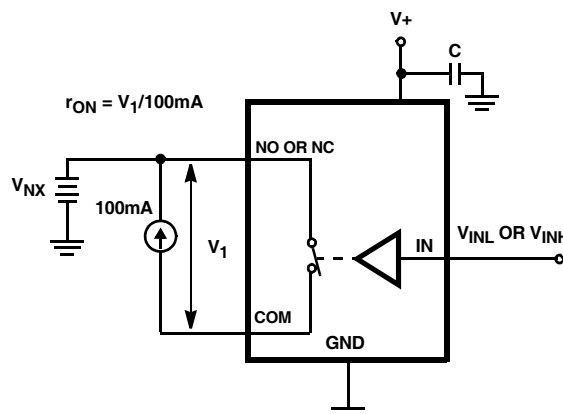 V+
C
rON = V1/100mA
NO OR NC
VNX
100mA
V1
IN
VINL OR VINH
COM
GND